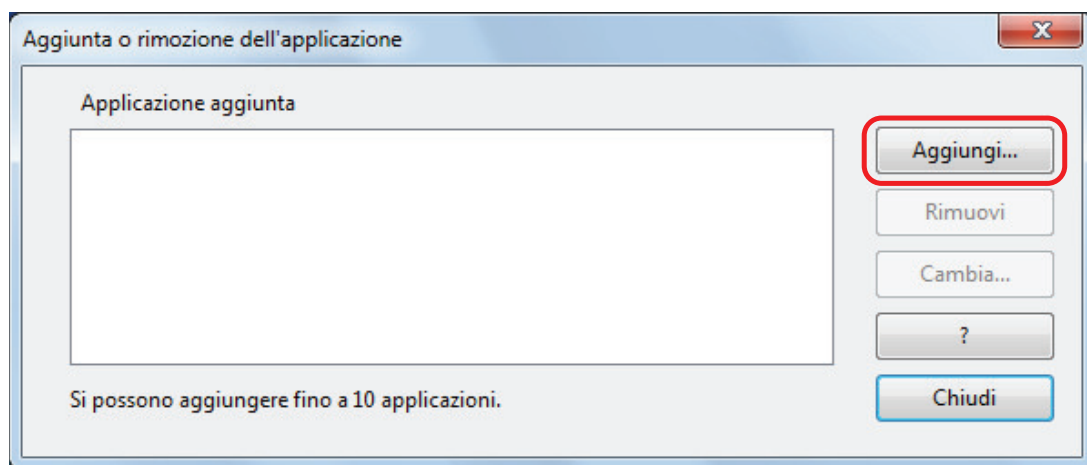 Aggiunta o rimozione dell'applicazione
Applicazione aggiunta
Aggiungi...
Rimuovi
Cambia...
?
Si possono aggiungere fino a 10 applicazioni.
Chiudi